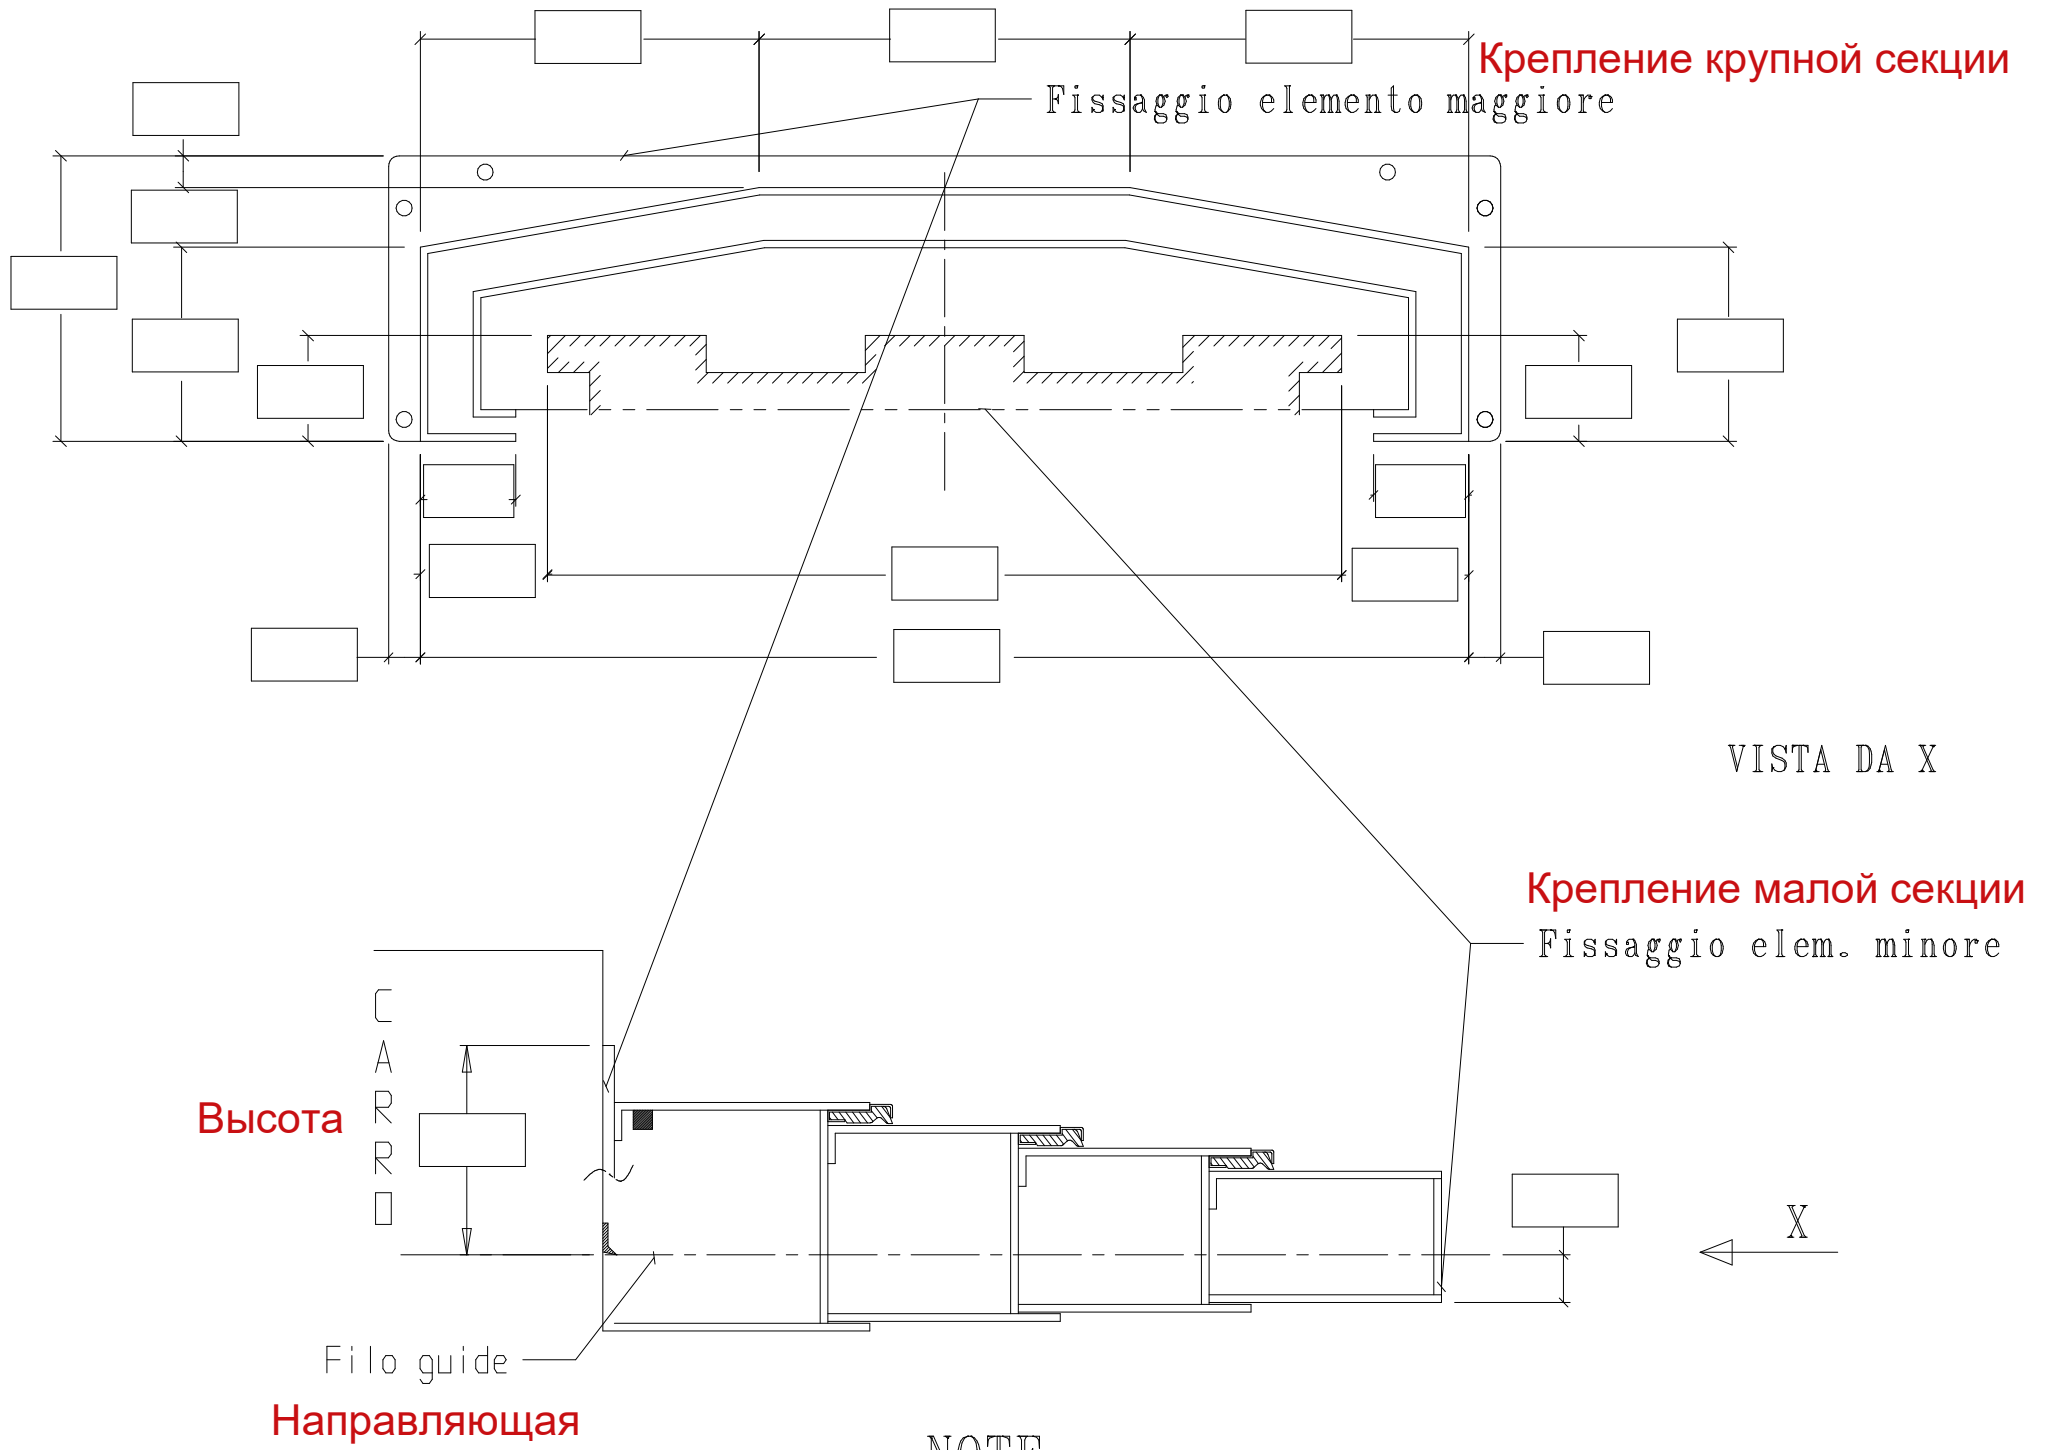 Крепление крупной секции
Fissaggio elemento maggiore
VISTA DA X
Крепление малой секции
Fissaggio elem. minore
CARRO
Высота
X
Filo guide
Направляющая
NOTE